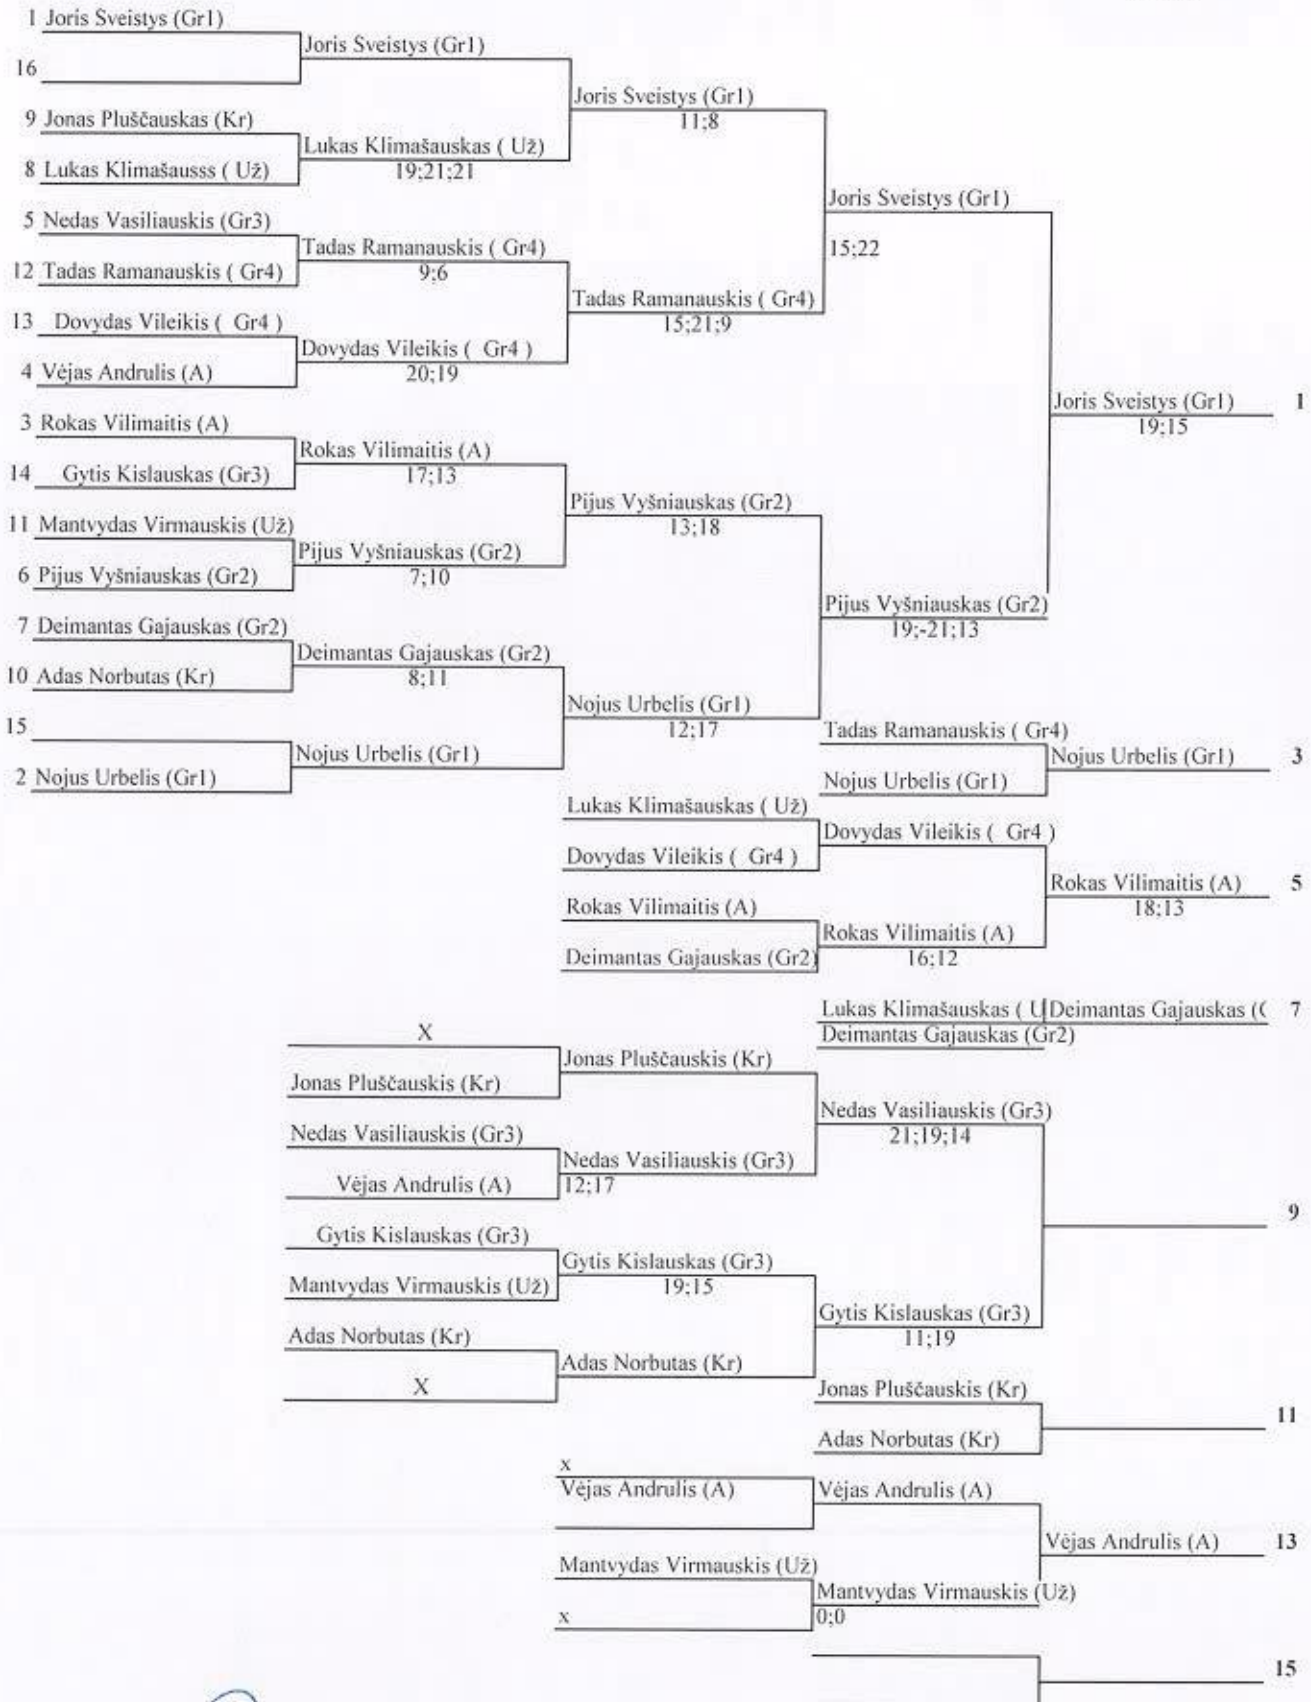 1 Joris Sveistys (Gr1)
Joris Sveistys (Gr1)
16
Joris Sveistys (Gr1)
11;8
9 Jonas Pluščauskas (Kr)
Lukas Klimašauskas ( Už)
19;21;21
8 Lukas Klimašausss ( Už)
Joris Sveistys (Gr1)
15;22
5 Nedas Vasiliauskis (Gr3)
Tadas Ramanauskis ( Gr4)
9;6
12 Tadas Ramanauskis ( Gr4)
Tadas Ramanauskis ( Gr4)
15;21;9
13 Dovydas Vileikis ( Gr4 )
Dovydas Vileikis ( Gr4 )
20;19
4 Vėjas Andrulis (A)
Joris Sveistys (Gr1) 1
19;15
3 Rokas Vilimaitis (A)
Rokas Vilimaitis (A)
17;13
14 Gytis Kislauskas (Gr3)
Pijus Vyšniauskas (Gr2)
13;18
11 Mantvydas Virmauskis (Už)
Pijus Vyšniauskas (Gr2)
7;10
6 Pijus Vyšniauskas (Gr2)
Pijus Vyšniauskas (Gr2)
19;-21;13
7 Deimantas Gajauskas (Gr2)
Deimantas Gajauskas (Gr2)
8;11
10 Adas Norbutas (Kr)
Nojus Urbelis (Gr1)
12;17
15
Nojus Urbelis (Gr1)
2 Nojus Urbelis (Gr1)
Tadas Ramanauskis ( Gr4)
Nojus Urbelis (Gr1) 3
Nojus Urbelis (Gr1)
Lukas Klimašauskas ( Už)
Dovydas Vileikis ( Gr4 )
Dovydas Vileikis ( Gr4 )
Rokas Vilimaitis (A) 5
18;13
Rokas Vilimaitis (A)
Rokas Vilimaitis (A)
16;12
Deimantas Gajauskas (Gr2)
Lukas Klimašauskas ( U Deimantas Gajauskas (( 7
Deimantas Gajauskas (Gr2)
X
Jonas Pluščauskis (Kr)
Jonas Pluščauskis (Kr)
Nedas Vasiliauskis (Gr3)
21;19;14
Nedas Vasiliauskis (Gr3)
Nedas Vasiliauskis (Gr3)
12;17
Vėjas Andrulis (A)
9
Gytis Kislauskas (Gr3)
Gytis Kislauskas (Gr3)
19;15
Mantvydas Virmauskis (Už)
Gytis Kislauskas (Gr3)
11;19
Adas Norbutas (Kr)
Adas Norbutas (Kr)
X
Jonas Pluščauskis (Kr)
11
Adas Norbutas (Kr)
x
Vėjas Andrulis (A)
Vėjas Andrulis (A)
Vėjas Andrulis (A) 13
Mantvydas Virmauskis (Už)
Mantvydas Virmauskis (Už)
0;0
x
15